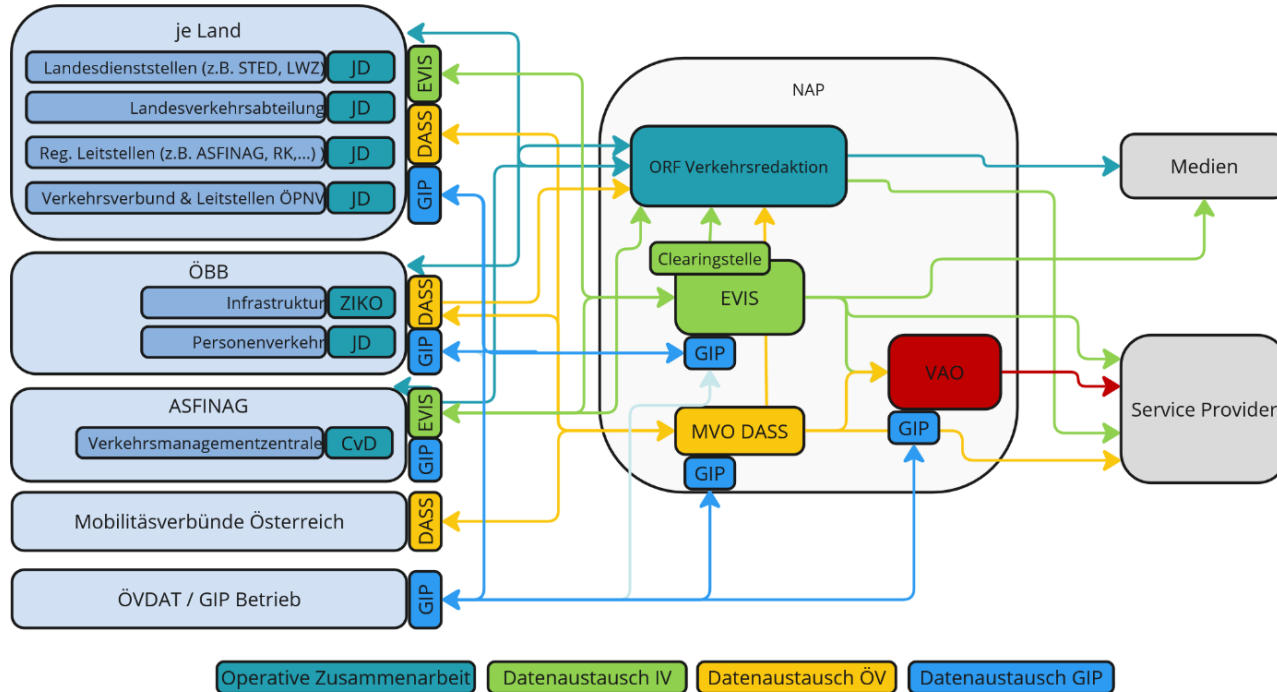 je Land
Landesdienststellen (z.B. STED, LWZ)
JD
Landesverkehrsabteilung
JD
Reg. Leitstellen (z.B. ASFINAG, RK,...) )
JD
Verkehrsverbund & Leitstellen ÖPNV
JD
EVIS
DASS
GIP
ÖBB
Infrastruktur
ZIKO
Personenverkehr
JD
DASS
GIP
ASFINAG
Verkehrsmanagementzentrale
CvD
EVIS
GIP
Mobilitäsverbünde Österreich
DASS
ÖVDAT / GIP Betrieb
GIP
NAP
ORF Verkehrsredaktion
Clearingstelle
EVIS
GIP
MVO DASS
GIP
VAO
GIP
Medien
Service Provider
Operative Zusammenarbeit
Datenaustausch IV
Datenaustausch ÖV
Datenaustausch GIP